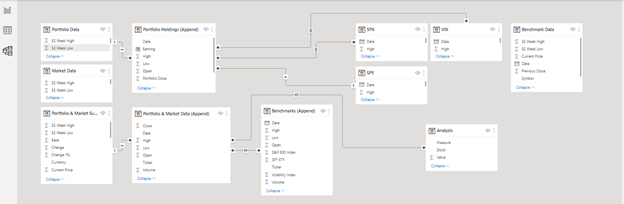 Portfolio Data
52 Week High
52 Week Low
Collapse
Market Data
52 Week High
52 Week Low
Collapse
Portfolio & Market Su...
52 Week High
52 Week Low
Beta
Change
Change (%)
Currency
Current Price
Collapse
Portfolio Holdings (Append)
Date
Earning
High
Low
Open
Portfolio Close
Collapse
Portfolio & Market Data (Append)
Close
Date
High
Low
Open
Ticker
Volume
Collapse
Benchmarks (Append)
Date
High
Low
Open
S&P 500 Index
SPY ETF
Ticker
Volatility Index
Volume
Collapse
SPX
Date
High
Collapse
SPY
Date
High
Collapse
VIX
Date
High
Collapse
Analysis
Measure
Stock
Value
Collapse
Benchmark Data
52 Week High
52 Week Low
Current Price
Date
Previous Close
Symbol
Collapse